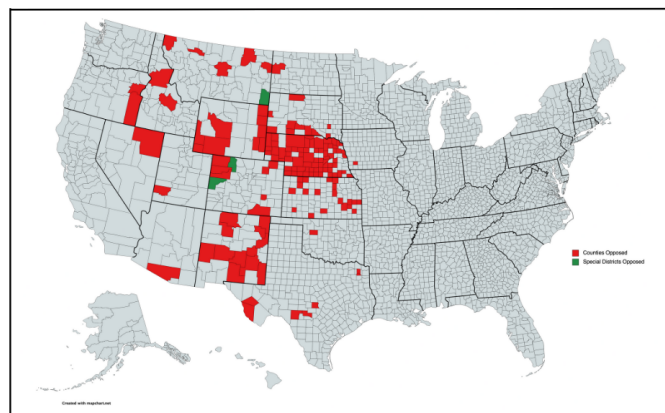 Counties Opposed
Special Districts Opposed
Created with mapchart.net